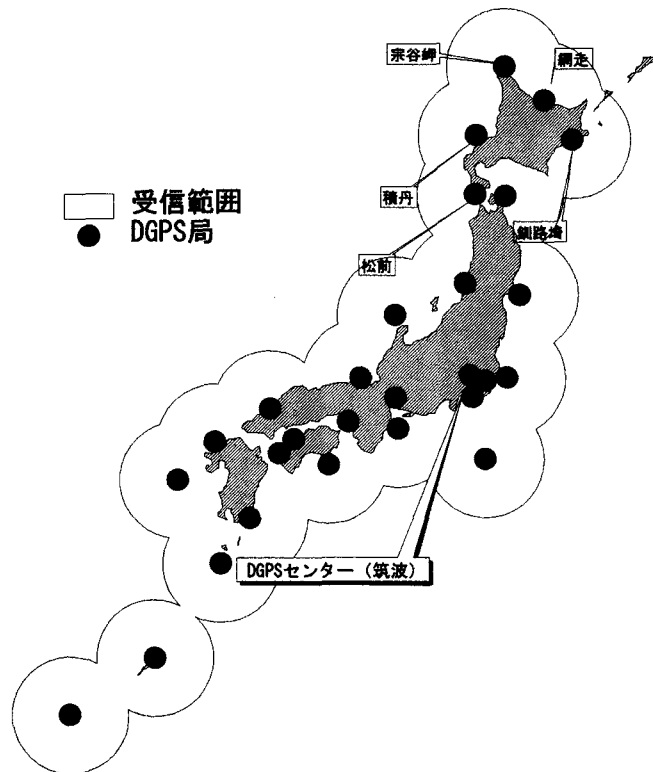 宗谷岬
網走
積丹
受信範囲
DGPS局
釧路埼
松前
DGPSセンター（筑波）